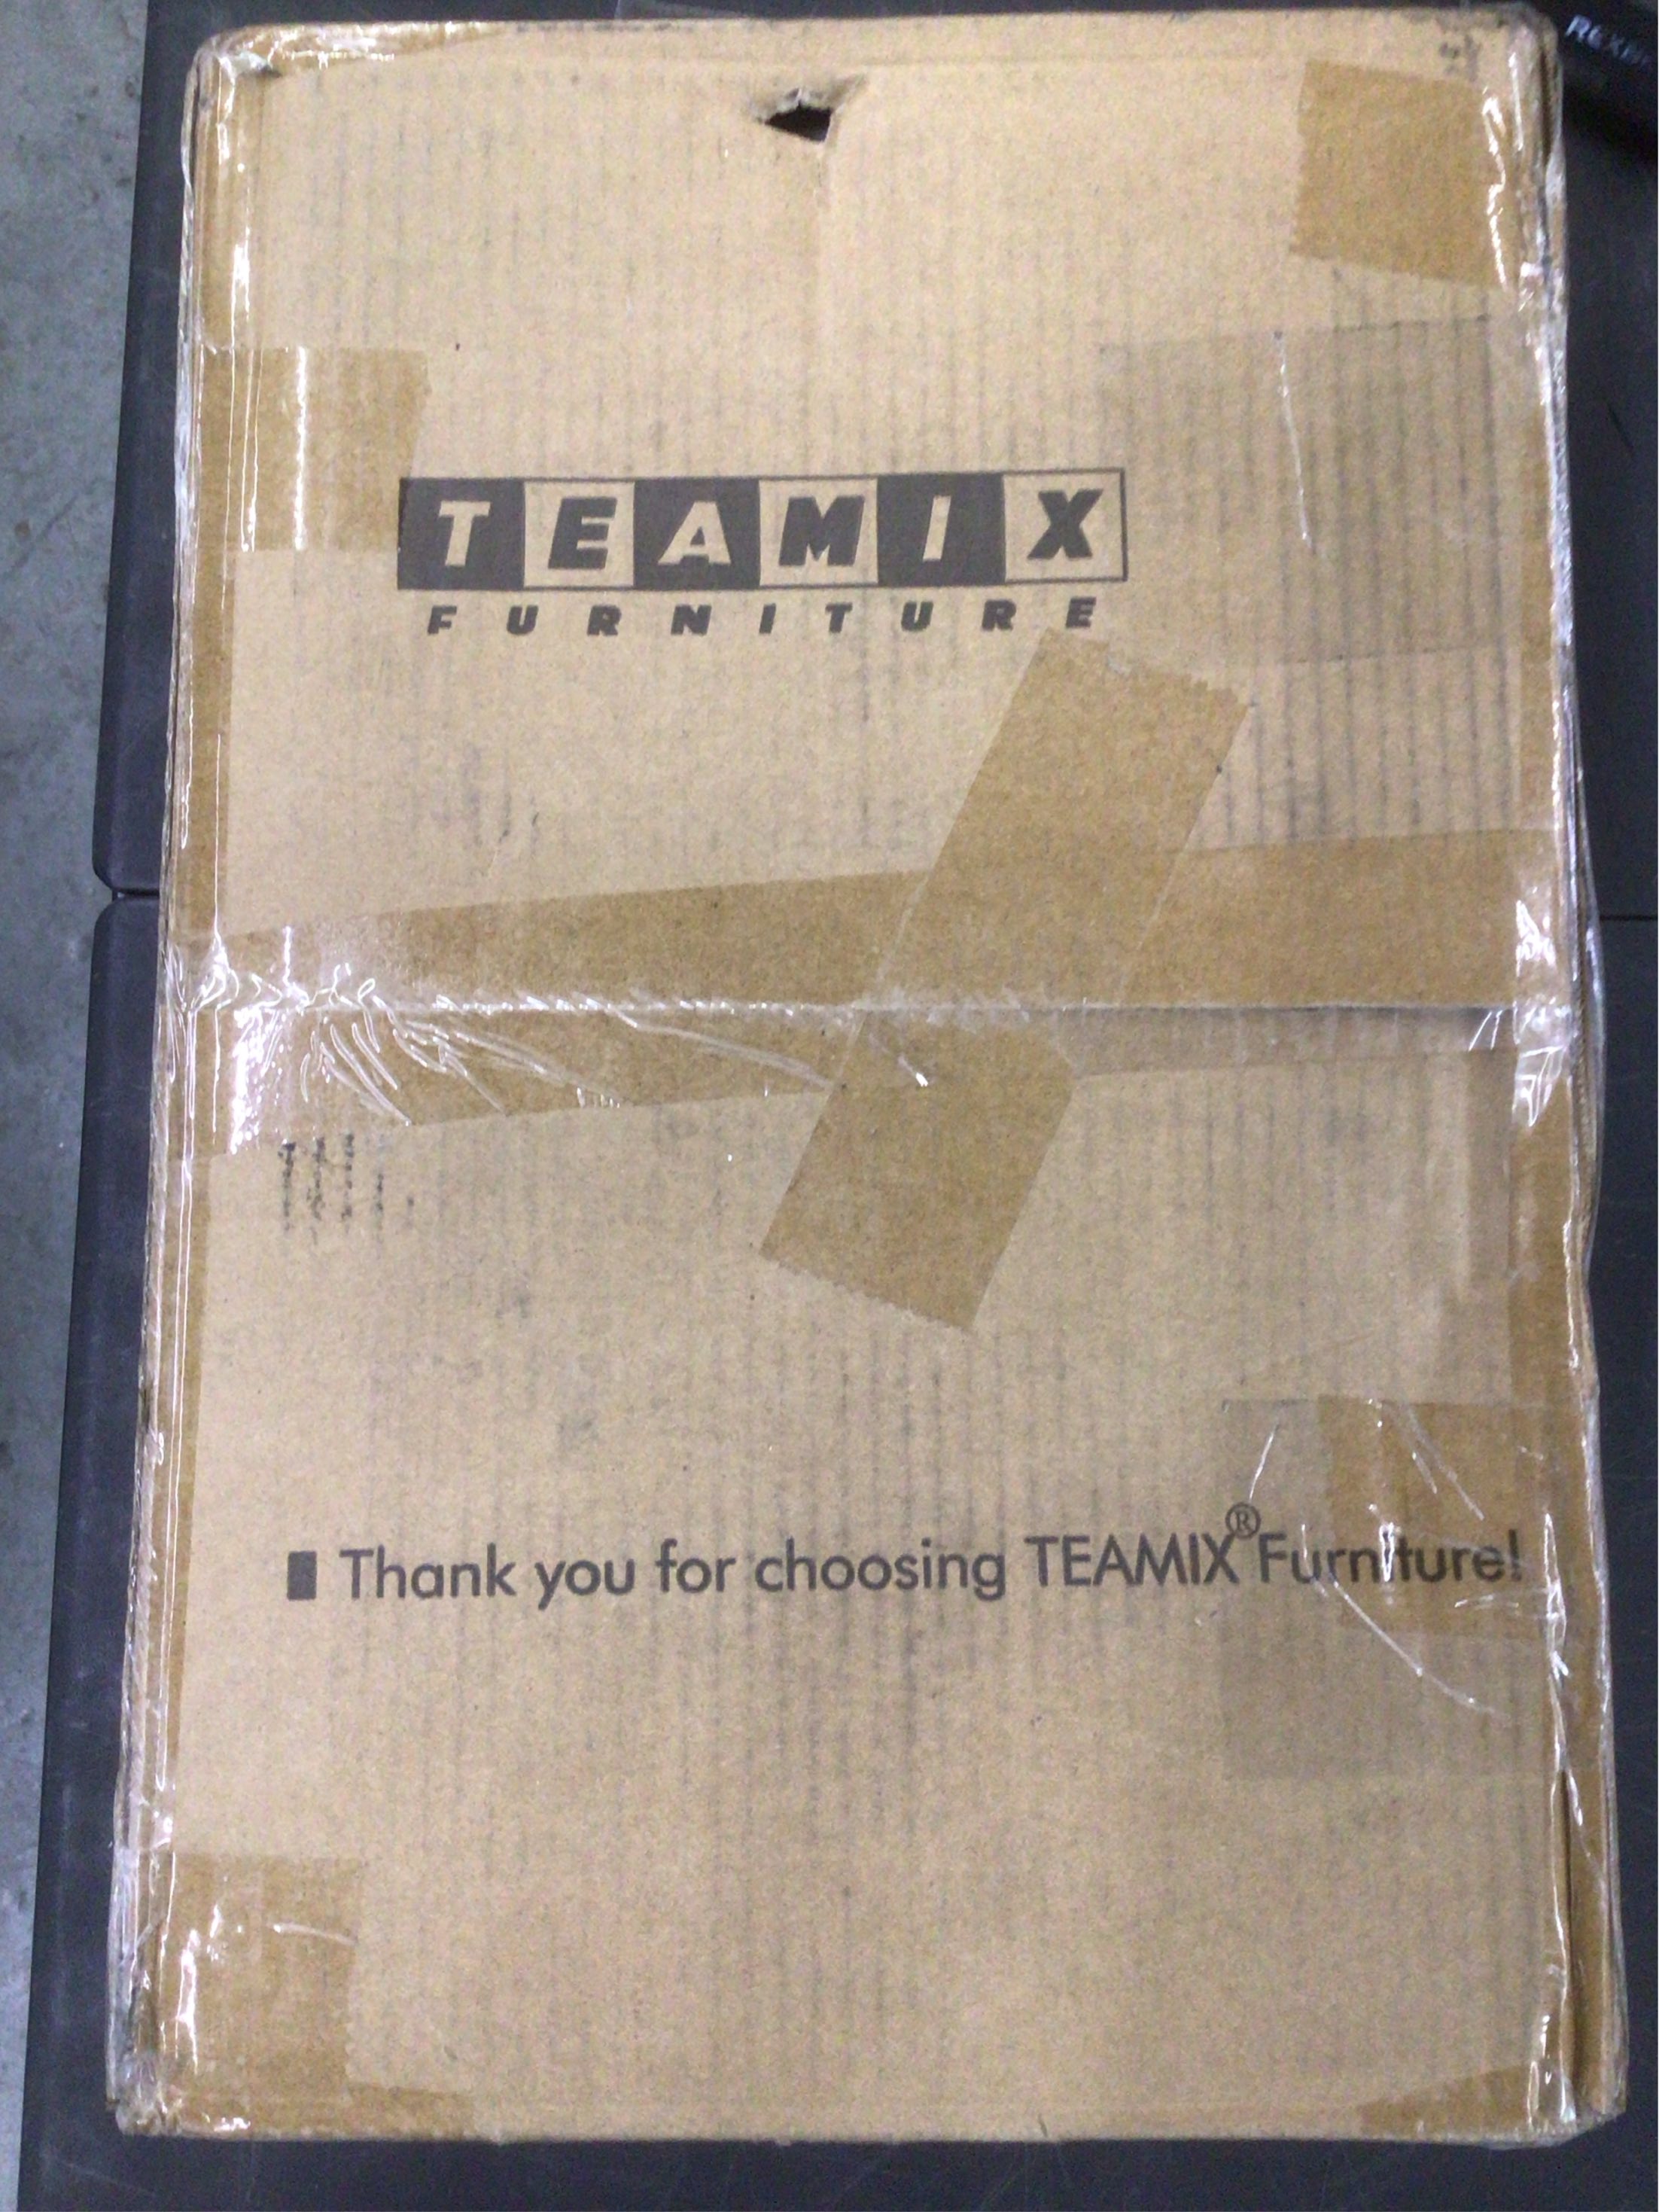 TEAMIX
FURNITURE
Thank you for choosing TEAMIX® Furniture!